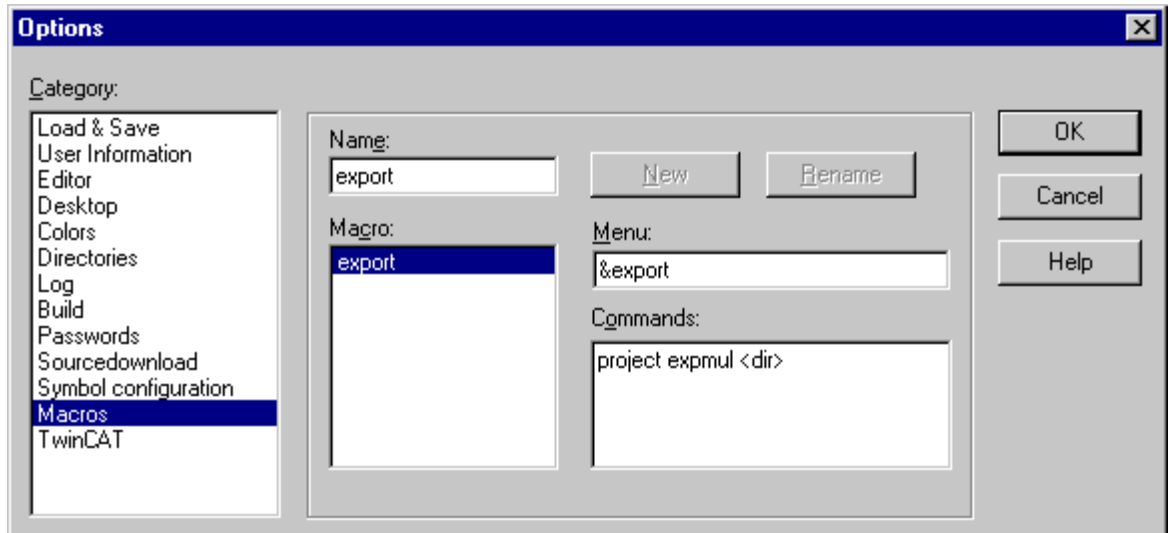 Options
Category:
Load & Save
User Information
Editor
Desktop
Colors
Directories
Log
Build
Passwords
Sourcedownload
Symbol configuration
Macros
TwinCAT
Name:
export
New
Rename
Macro:
export
Menu:
&export
Commands:
project expmul <dir>
OK
Cancel
Help